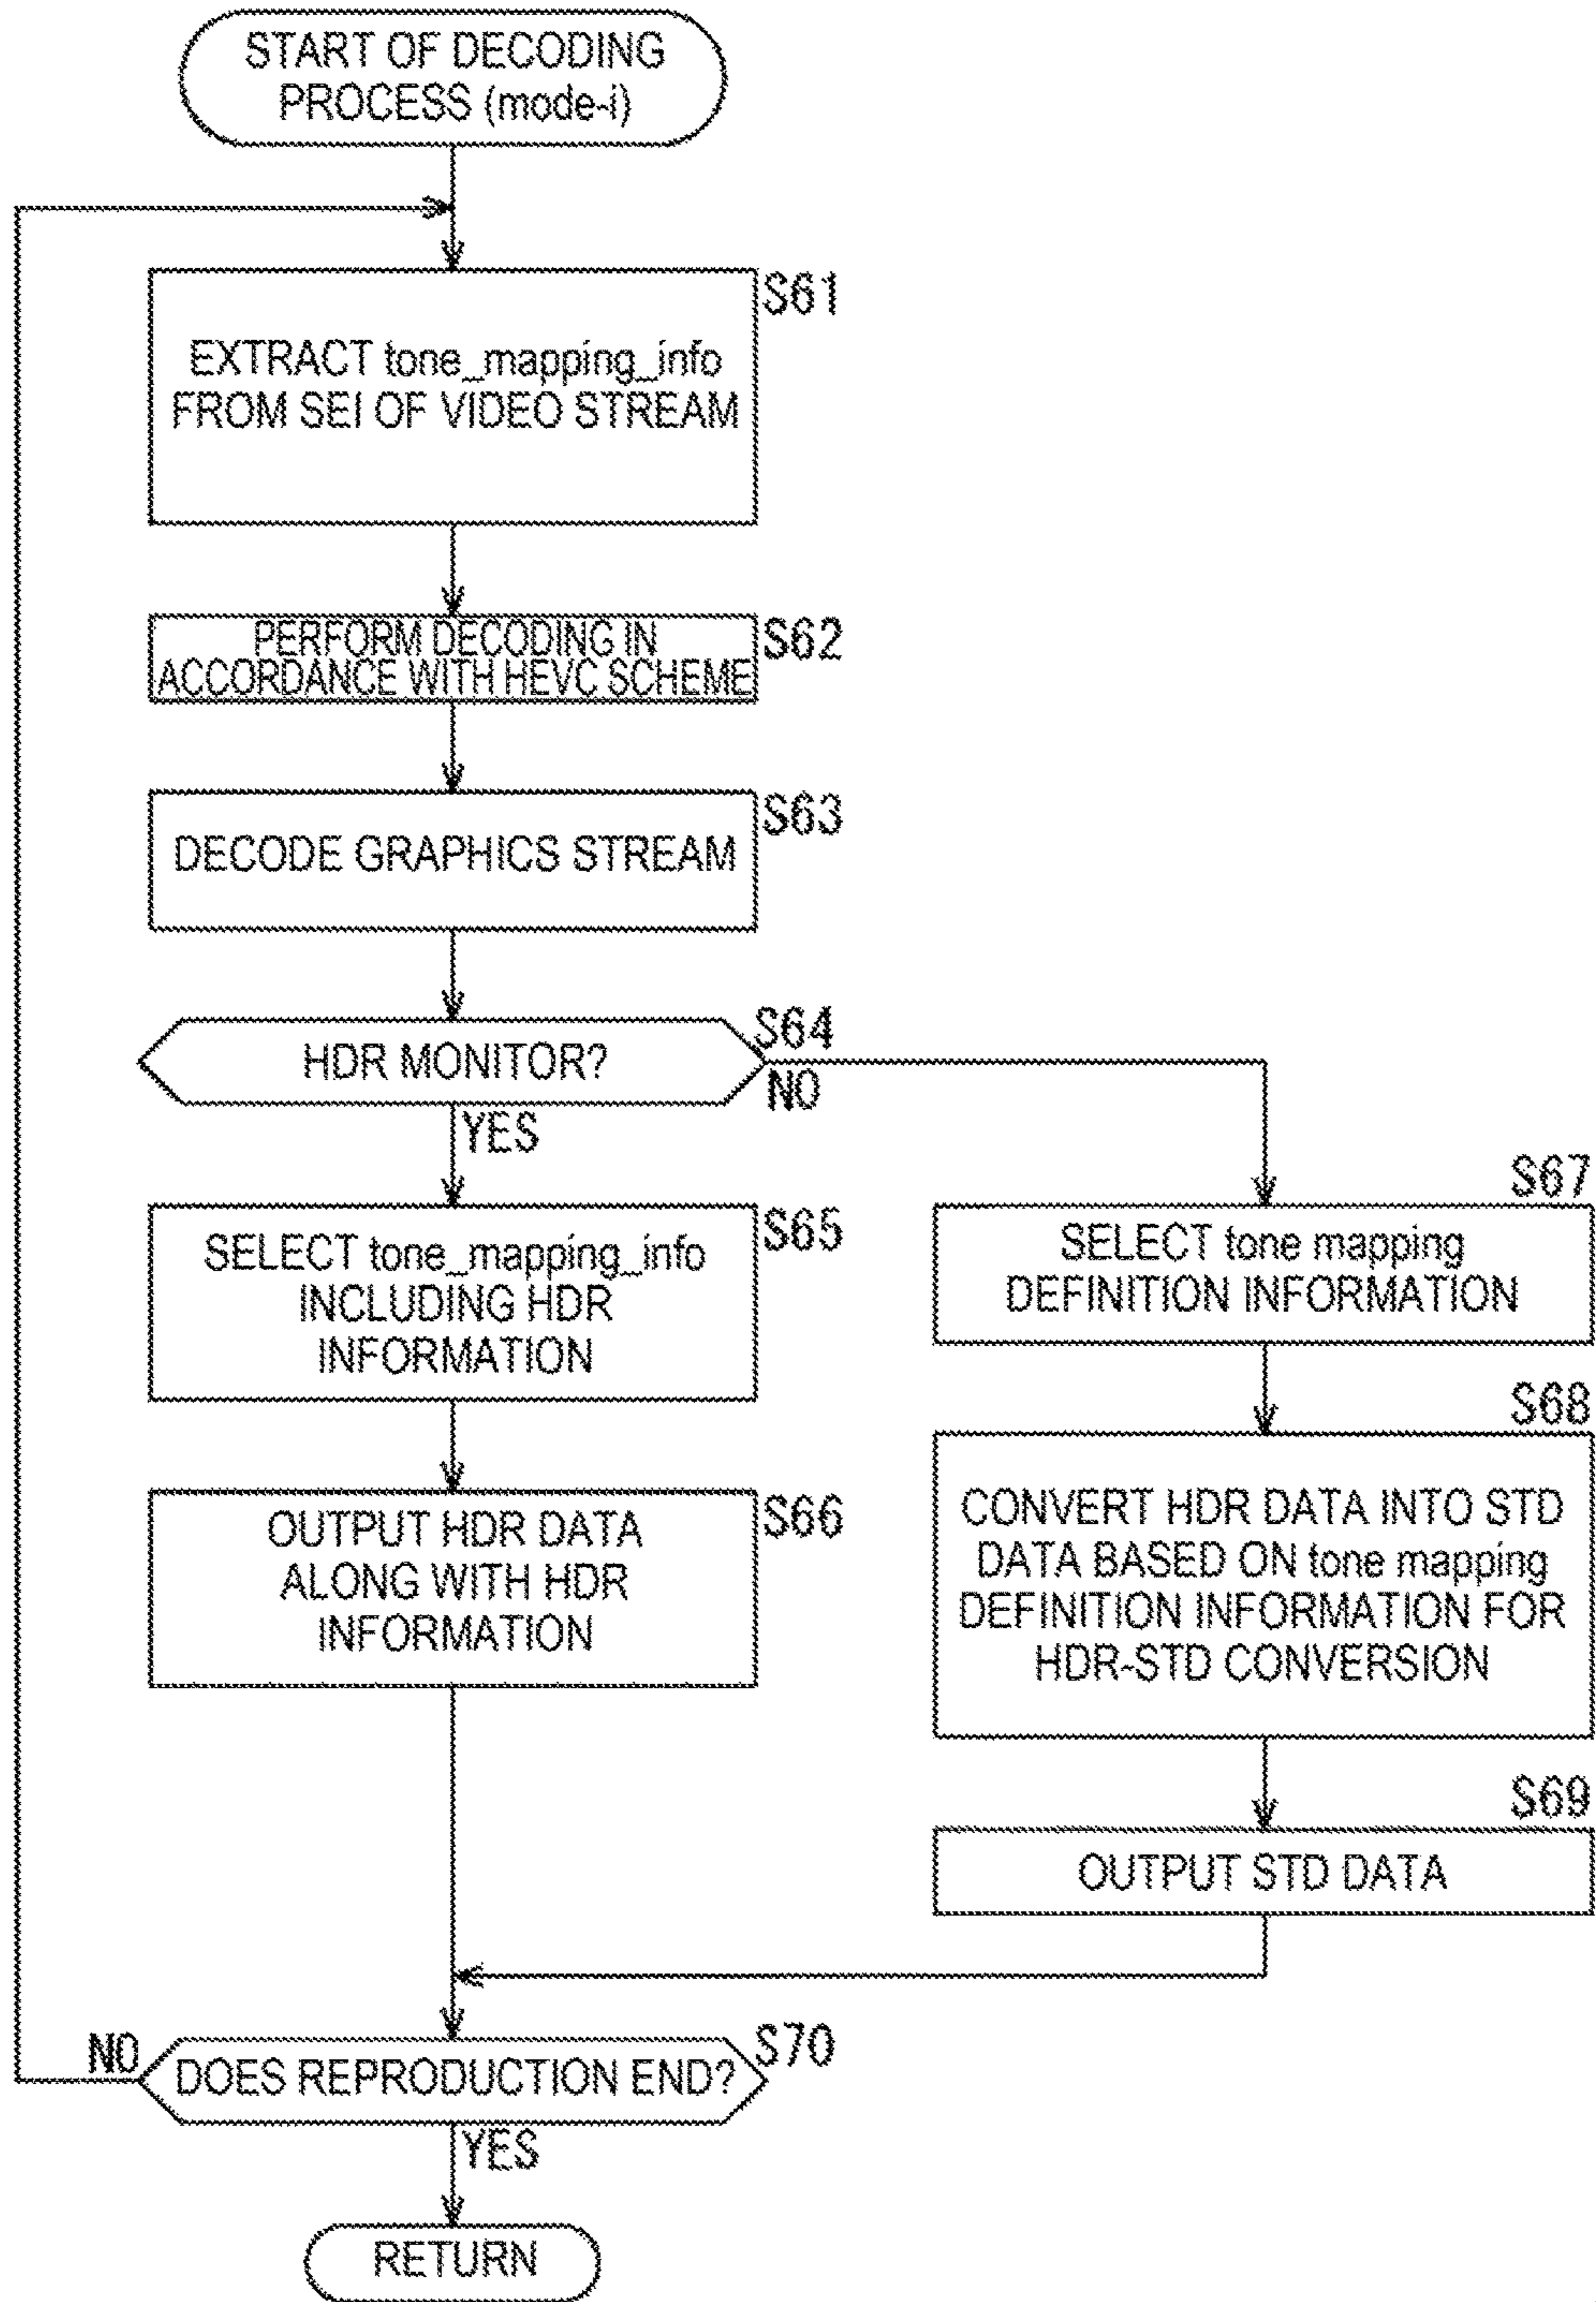 START OF DECODING
PROCESS (mode-i)
S61
EXTRACT tone_mapping_info
FROM SEI OF VIDEO STREAM
S62
PERFORM DECODING IN
ACCORDANCE WITH HEVC SCHEME
S63
DECODE GRAPHICS STREAM
S64
HDR MONITOR?
NO
YES
S65
SELECT tone_mapping_info
INCLUDING HDR
INFORMATION
S66
OUTPUT HDR DATA
ALONG WITH HDR
INFORMATION
S67
SELECT tone mapping
DEFINITION INFORMATION
S68
CONVERT HDR DATA INTO STD
DATA BASED ON tone mapping
DEFINITION INFORMATION FOR
HDR-STD CONVERSION
S69
OUTPUT STD DATA
S70
NO
DOES REPRODUCTION END?
YES
RETURN